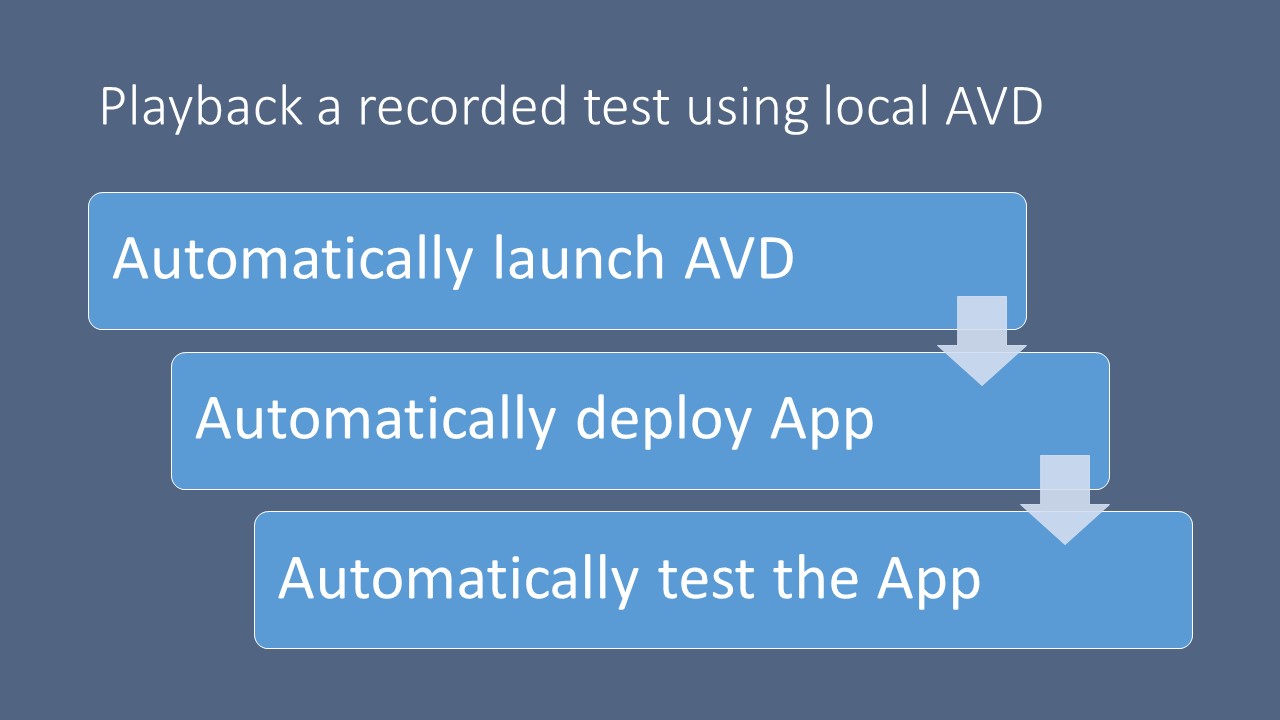 Playback a recorded test using local AVD
Automatically launch AVD
Automatically deploy App
Automatically test the App